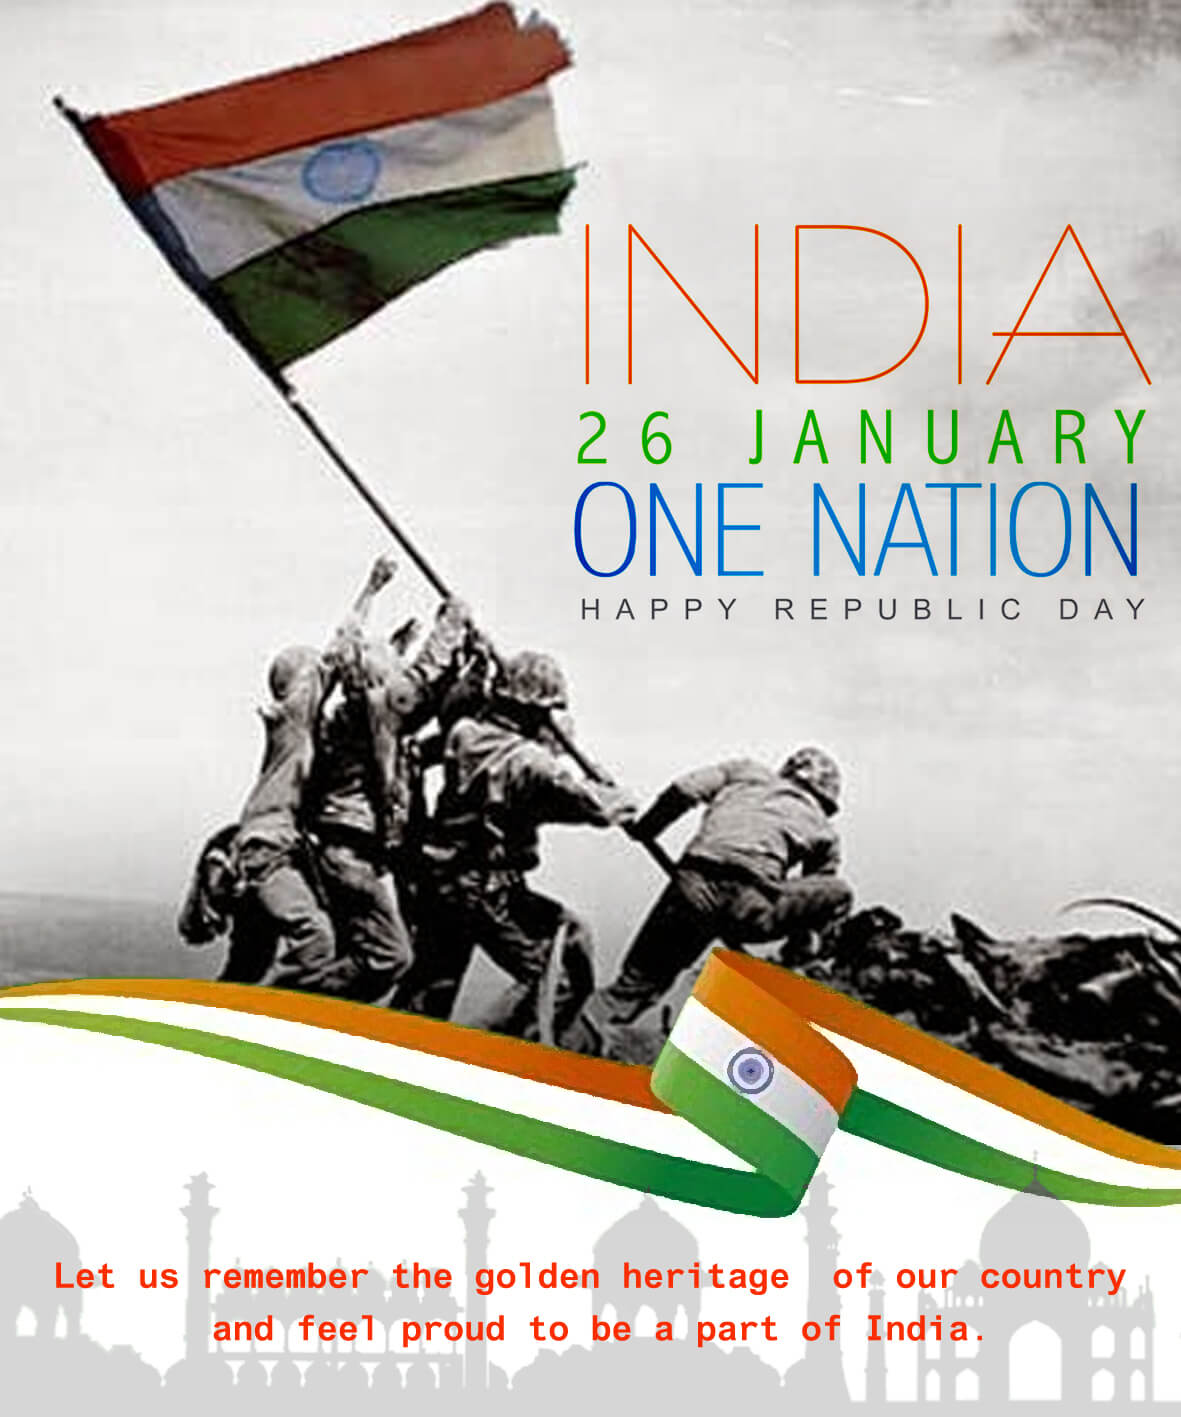 INDIA
26 JANUARY
ONE NATION
HAPPY REPUBLIC DAY
Let us remember the golden heritage of our country
and feel proud to be a part of India.